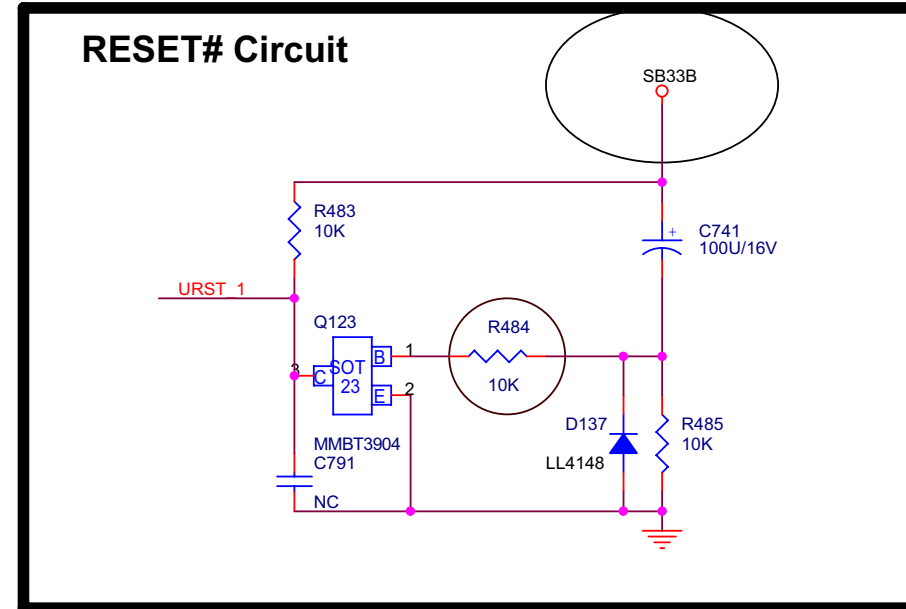 RESET# Circuit
SB33B
R483
10K
C741
100U/16V
+
URST_1
Q123
R484
10K
B 1
SOT
23
3 C
E 2
D137
LL4148
R485
10K
MMBT3904
C791
NC